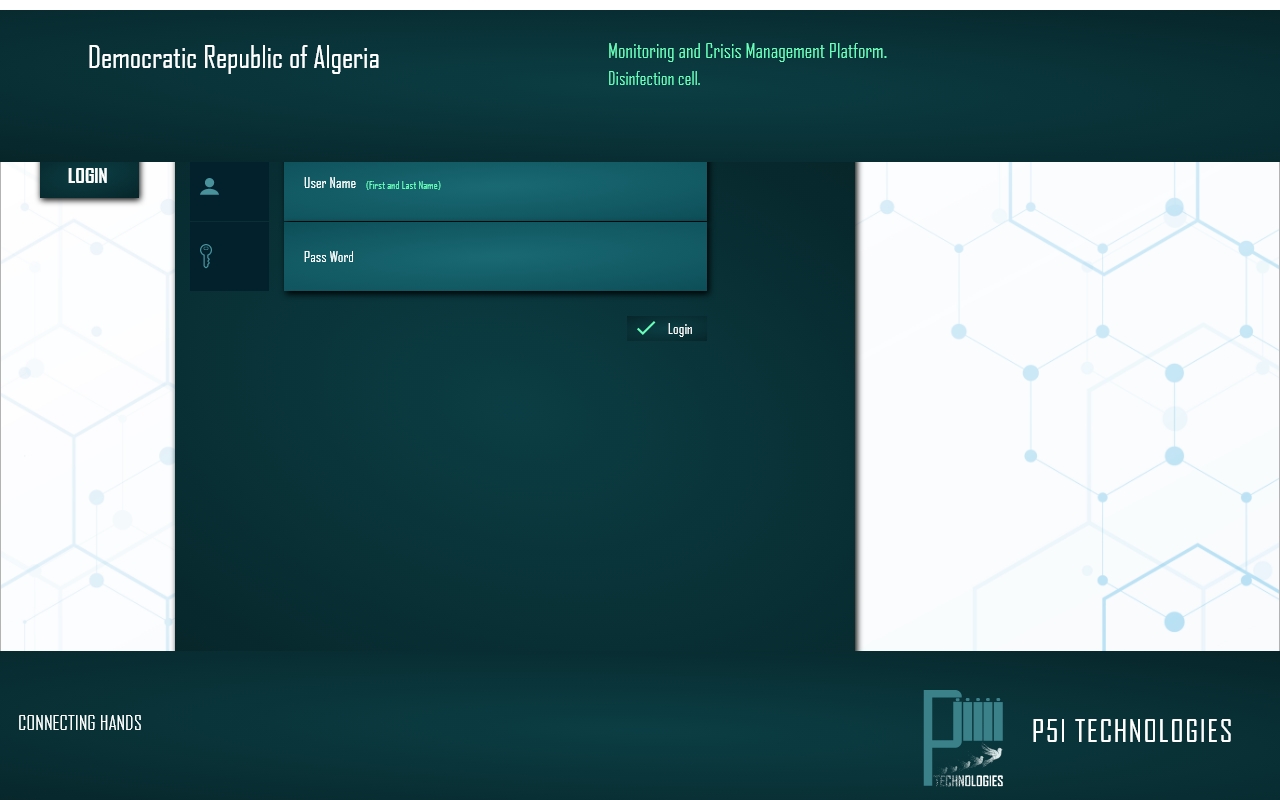 Democratic Republic of Algeria
Monitoring and Crisis Management Platform.
Disinfection cell.
LOGIN
User Name (First and Last Name)
Pass Word
Login
CONNECTING HANDS
P5I TECHNOLOGIES
TECHNOLOGIES